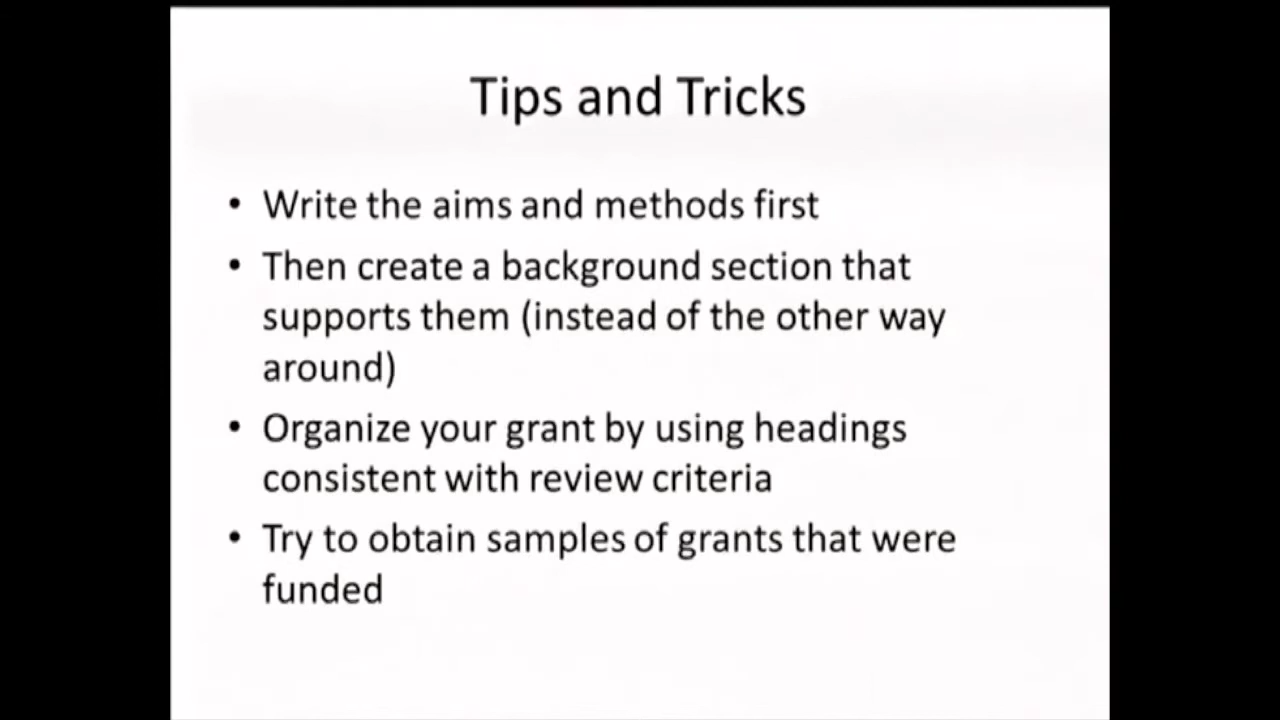 Tips and Tricks
• Write the aims and methods first
• Then create a background section that
supports them (instead of the other way
around)
• Organize your grant by using headings
consistent with review criteria
• Try to obtain samples of grants that were
funded